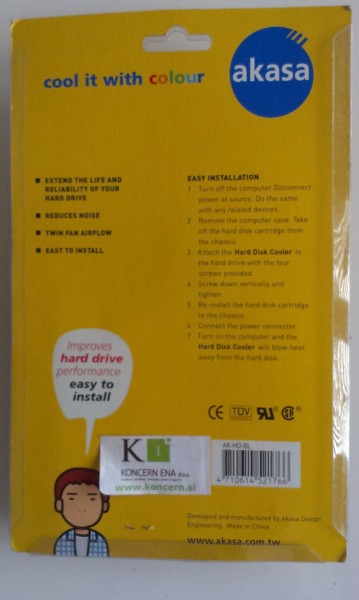 cool it with colour
akasa
■ EXTEND THE LIFE AND
RELIABILITY OF YOUR
HARD DRIVE
■ REDUCES NOISE
■ TWIN FAN AIRFLOW
■ EASY TO INSTALL
EASY INSTALLATION
1 Turn off the computer. Disconnect
power at source. Do the same
with any related devices.
2 Remove the computer case. Take
off the hard disk cartridge from
the chassis.
3 Attach the Hard Disk Cooler to
the hard drive with the four
screws provided.
4 Screw down vertically and
tighten.
5 Re-install the hard disk cartridge
to the chassis.
6 Connect the power connector.
7 Turn on the computer and the
Hard Disk Cooler will blow heat
away from the hard disk.
Improves
hard drive
performance
easy to
install
CE TÜV
K
KONCERN ENA d.o.o.
www.koncern.si
AK-HD-BL
4 710614 521766
Developed and manufactured by Akasa Design
Engineering. Made in China
www.akasa.com.tw